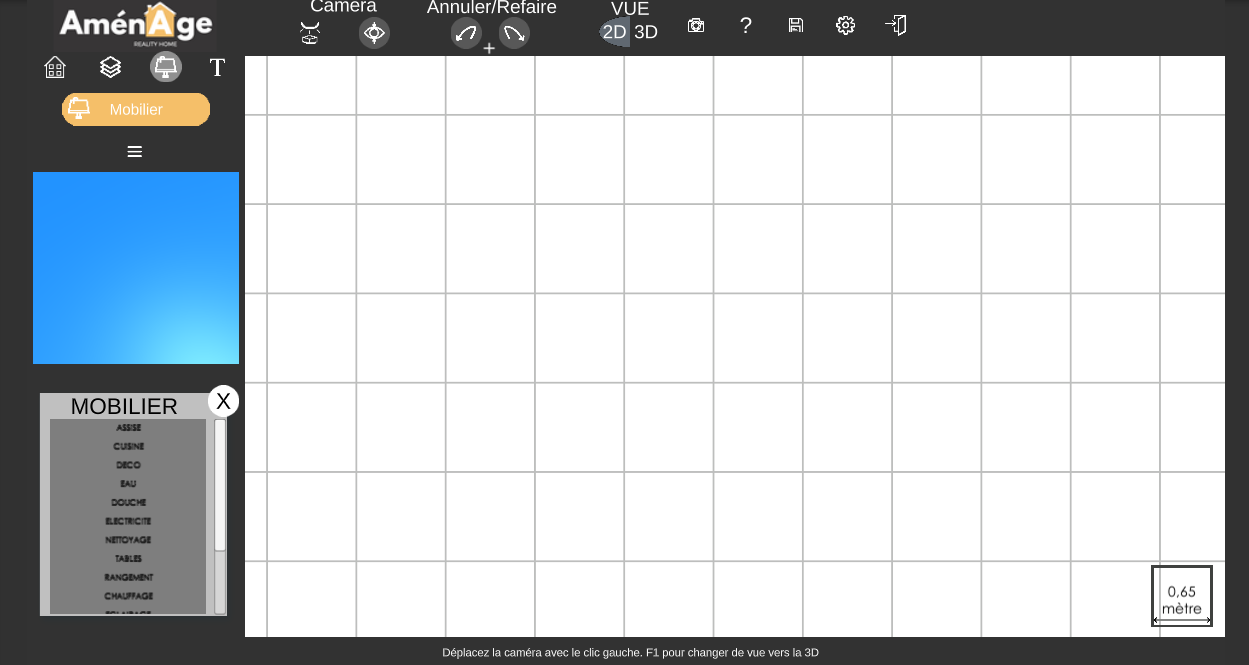 AménAge
REALITY HOME
Caméra
Annuler/Refaire
VUE
2D 3D
?
T
Mobilier
MOBILIER
X
ASSISE
CUISINE
DECO
EAU
DOUCHE
ELECTRICITE
NETTOYAGE
TABLES
RANGEMENT
CHAUFFAGE
0,65
mètre
Déplacez la caméra avec le clic gauche. F1 pour changer de vue vers la 3D